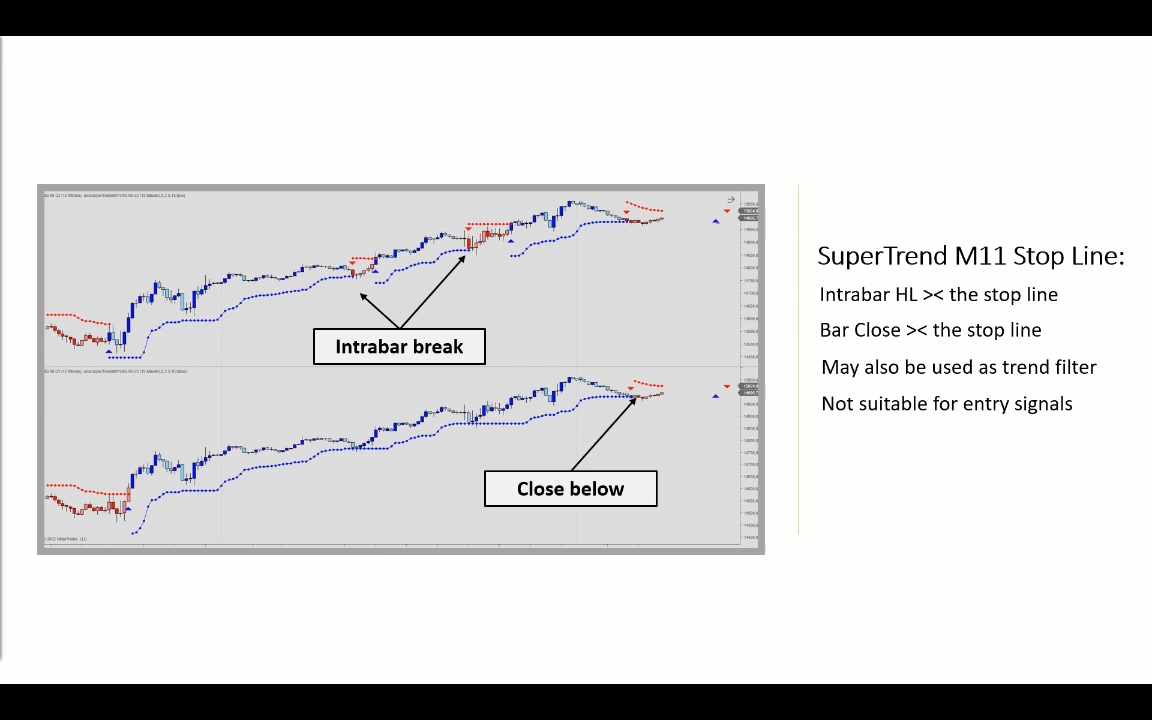 Intrabar break
Close below
SuperTrend M11 Stop Line:
Intrabar HL >< the stop line
Bar Close >< the stop line
May also be used as trend filter
Not suitable for entry signals